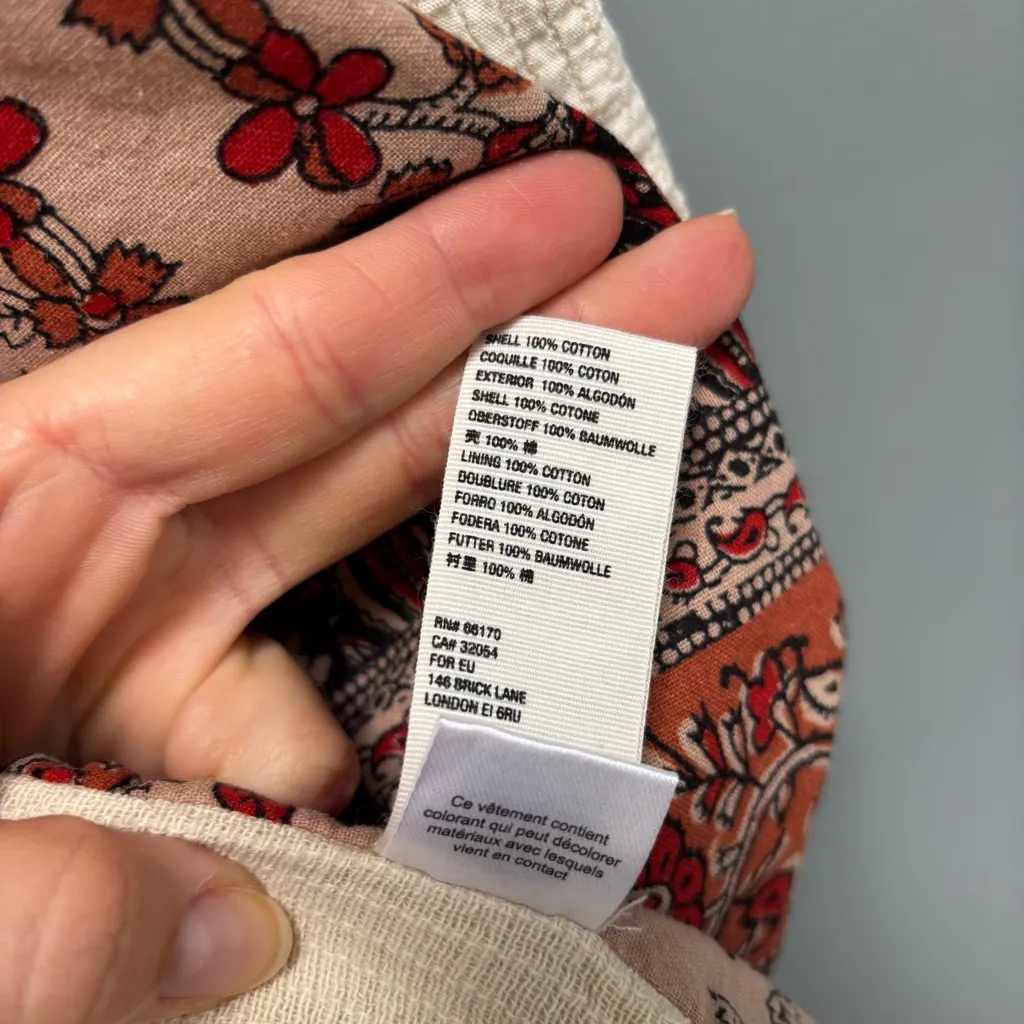 SHELL 100% COTTON
COQUILLE 100% COTON
EXTERIOR 100% ALGODÓN
SHELL 100% COTONE
OBERSTOFF 100% BAUMWOLLE
100% 棉
LINING 100% COTTON
DOUBLURE 100% COTON
FORRO 100% ALGODÓN
FODERA 100% COTONE
FUTTER 100% BAUMWOLLE
衬里 100% 棉
RN# 66170
CA# 32054
FOR EU
146 BRICK LANE
LONDON EI 6RU
Ce vêtement contient
colorant qui peut décolorer
matériaux avec lesquels
vient en contact